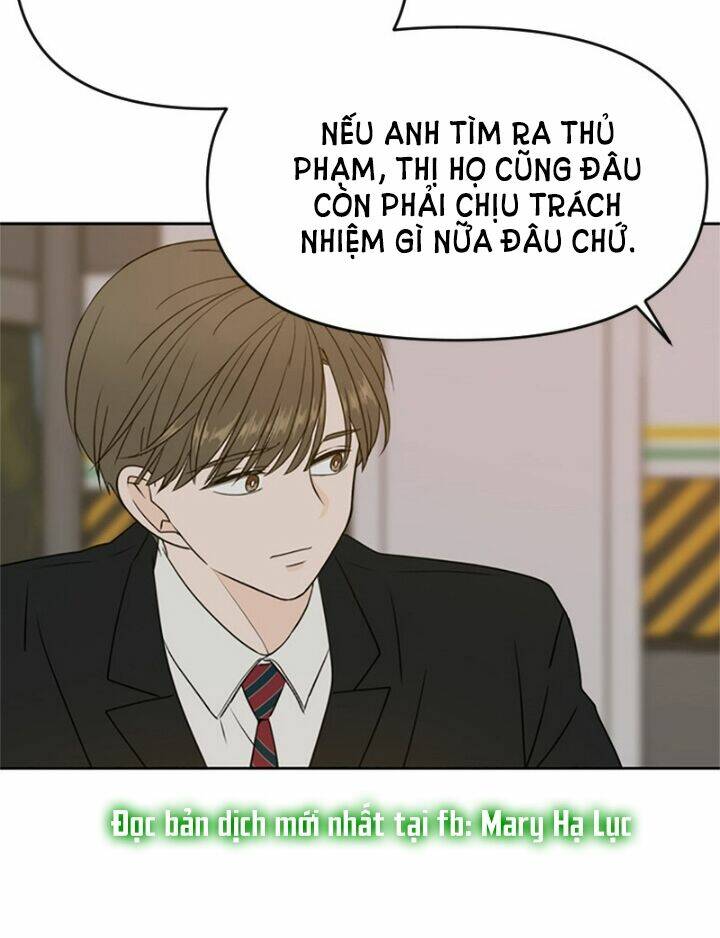 NẾU ANH TÌM RA THỦ
PHẠM, THỊ HỌ CŨNG ĐÂU
CÒN PHẢI CHỊU TRÁCH
NHIỆM GÌ NỮA ĐÂU CHỨ.
Đọc bản dịch mới nhất tại fb: Mary Hạ Lục